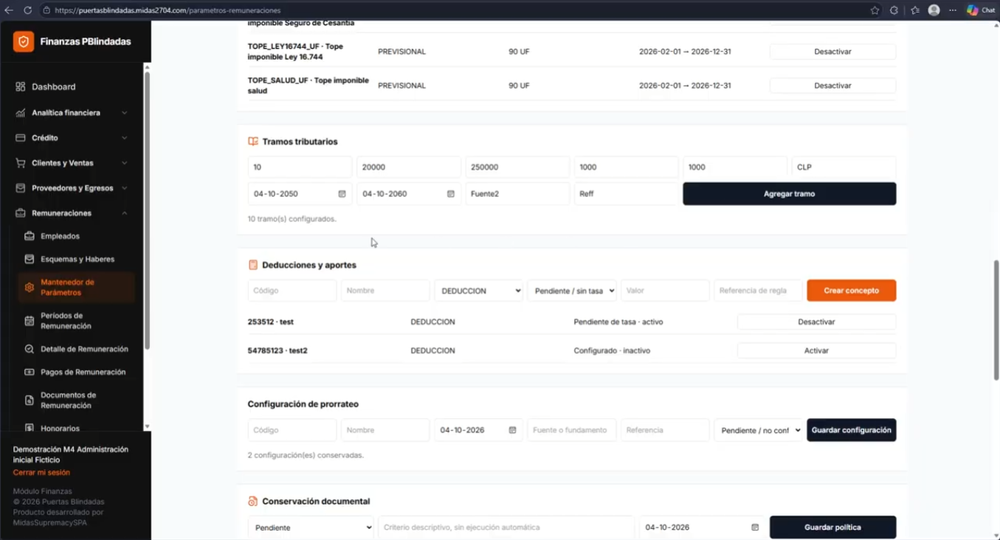 https://puertasblindadas.midas2704.com/parametros-remuneraciones
Chat
Finanzas PBlindadas
Dashboard
Analítica financiera
Crédito
Clientes y Ventas
Proveedores y Egresos
Remuneraciones
Empleados
Esquemas y Haberes
Mantenedor de
Parámetros
Períodos de
Remuneración
Detalle de Remuneración
Pagos de Remuneración
Documentos de
Remuneración
Honorarios
Demostración M4 Administración
inicial Ficticio
Cerrar mi sesión
Módulo Finanzas
© 2026 Puertas Blindadas
Producto desarrollado por
MidasSupremacySPA
imponible Seguro de Cesantía
TOPE_LEY16744_UF · Tope
imponible Ley 16.744
PREVISIONAL
90 UF
2026-02-01 → 2026-12-31
Desactivar
TOPE_SALUD_UF · Tope imponible
salud
PREVISIONAL
90 UF
2026-02-01 → 2026-12-31
Desactivar
Tramos tributarios
10 20000 250000 1000 1000 CLP
04-10-2050 04-10-2060 Fuente2 Reff Agregar tramo
10 tramo(s) configurados.
Deducciones y aportes
Código Nombre DEDUCCION Pendiente / sin tasa Valor Referencia de regla Crear concepto
253512 · test DEDUCCION Pendiente de tasa · activo Desactivar
54785123 · test2 DEDUCCION Configurado · inactivo Activar
Configuración de prorrateo
Código Nombre 04-10-2026 Fuente o fundamento Referencia Pendiente / no conf Guardar configuración
2 configuración(es) conservadas.
Conservación documental
Pendiente Criterio descriptivo, sin ejecución automática 04-10-2026 Guardar política